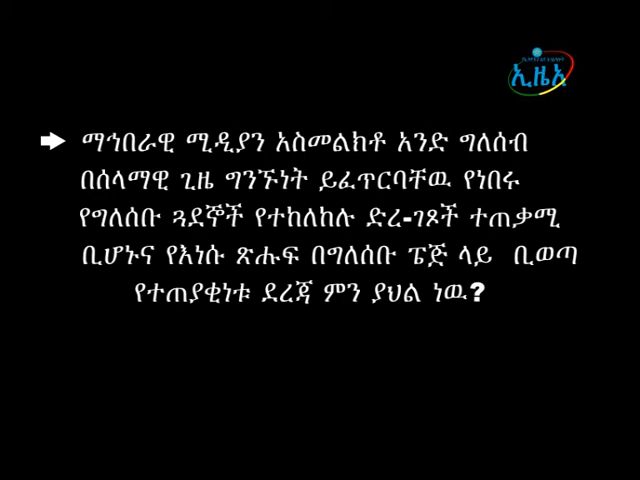 ኢዜአ
ማኅበራዊ ሚዲያን አስመልክቶ አንድ ግለሰብ
በሰላማዊ ጊዜ ግንኙነት ይፈጥርባቸዉ የነበሩ
የግለሰቡ ጓደኞች የተከለከሉ ድረ-ገጾች ተጠቃሚ
ቢሆኑና የእነሱ ጽሑፍ በግለሰቡ ፔጅ ላይ ቢወጣ
የተጠያቂነቱ ደረጃ ምን ያህል ነዉ?